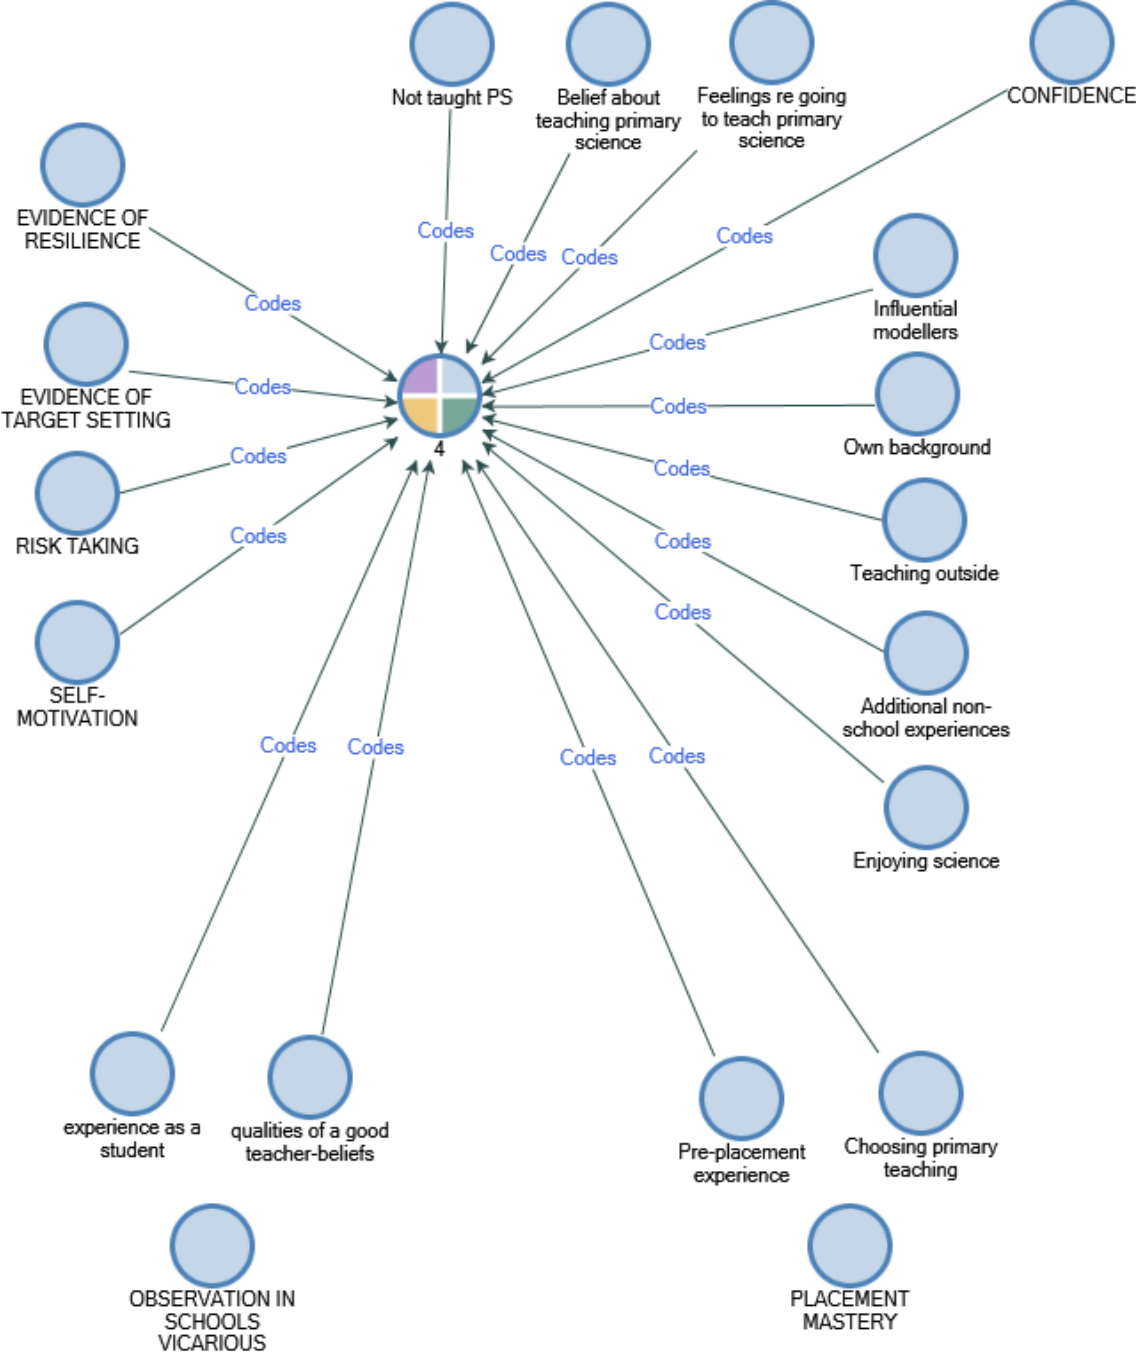 Not taught PS
Belief about
teaching primary
science
Feelings re going
to teach primary
science
CONFIDENCE
EVIDENCE OF
RESILIENCE
Codes
Codes
Codes
Codes
Codes
Influential
modellers
Codes
EVIDENCE OF
TARGET SETTING
Codes
4
Codes
Own background
RISK TAKING
Codes
Codes
Teaching outside
SELF-
MOTIVATION
Codes
Codes
Additional non-
school experiences
Codes
Enjoying science
Codes
Codes
Codes
Codes
experience as a
student
qualities of a good
teacher-beliefs
Pre-placement
experience
Choosing primary
teaching
OBSERVATION IN
SCHOOLS
VICARIOUS
PLACEMENT
MASTERY